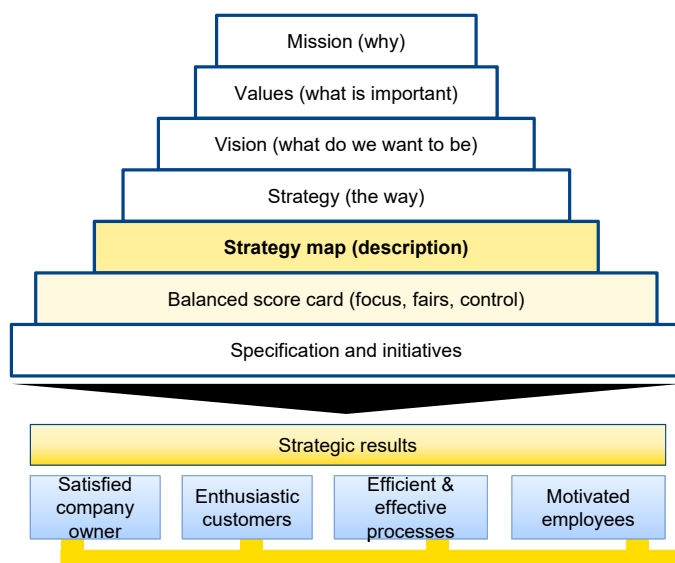 Mission (why)
Values (what is important)
Vision (what do we want to be)
Strategy (the way)
Strategy map (description)
Balanced score card (focus, fairs, control)
Specification and initiatives
Strategic results
Satisfied
company
owner
Enthusiastic
customers
Efficient &
effective
processes
Motivated
employees